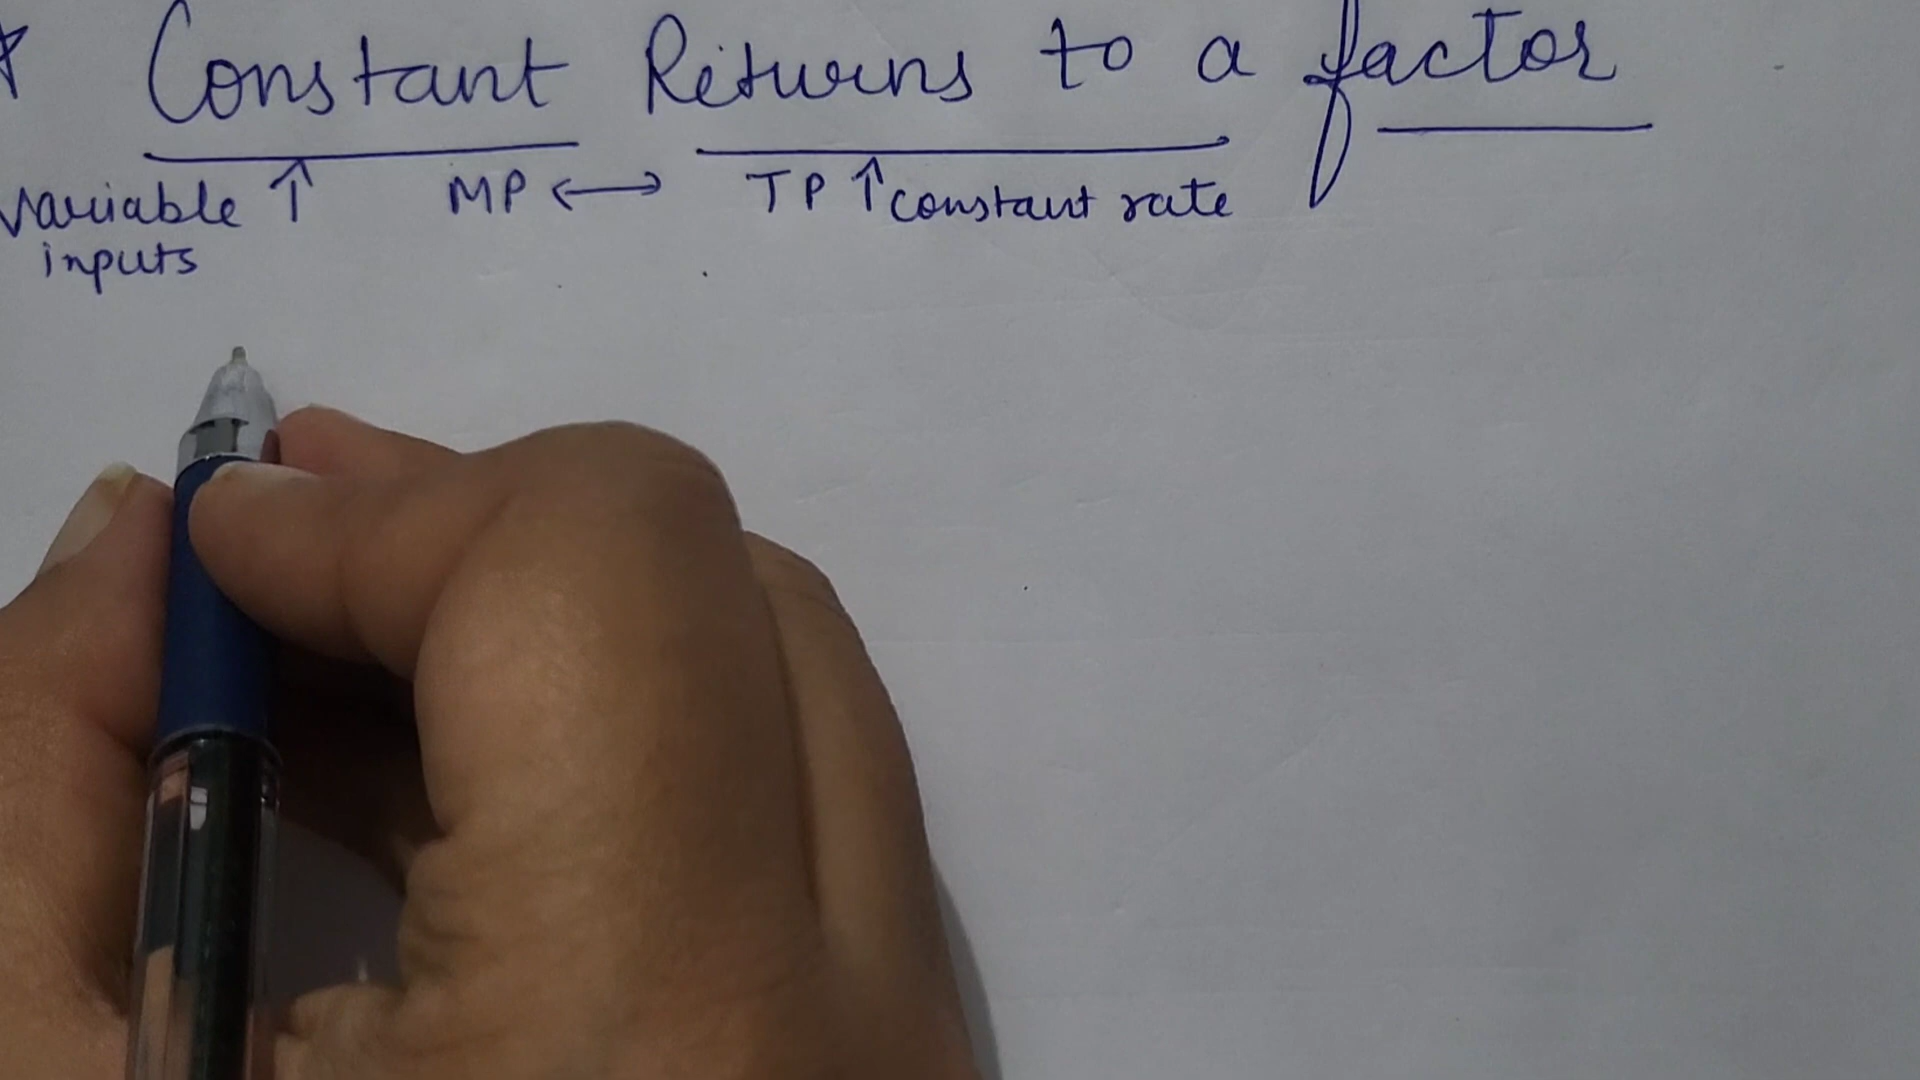 * Constant Returns to a factor
variable ↑ MP ↔ TP ↑ constant rate
inputs